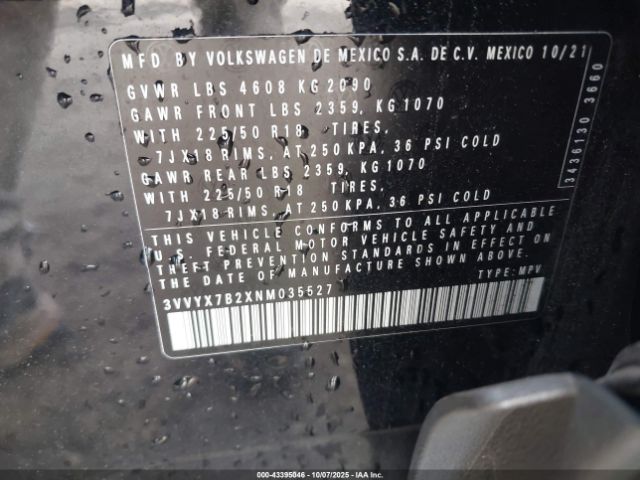 MFD. BY VOLKSWAGEN DE MEXICO S.A. DE C.V. MEXICO 10/21
GVWR LBS 4608 KG 2090
GAWR FRONT LBS 2359, KG 1070
WITH 225/50 R18 TIRES,
7JX18 RIMS, AT 250 KPA, 36 PSI COLD
GAWR REAR LBS 2359, KG 1070
WITH 225/50 R18 TIRES,
7JX18 RIMS, AT 250 KPA, 36 PSI COLD
THIS VEHICLE CONFORMS TO ALL APPLICABLE
U.S. FEDERAL MOTOR VEHICLE SAFETY AND
THEFT PREVENTION STANDARDS IN EFFECT ON
DATE OF MANUFACTURE SHOWN ABOVE.
3VVYX7B2XNM035527 TYPE: MPV
3436130 3660
000-43395046 | 10/07/2025 | Copyright © IAA